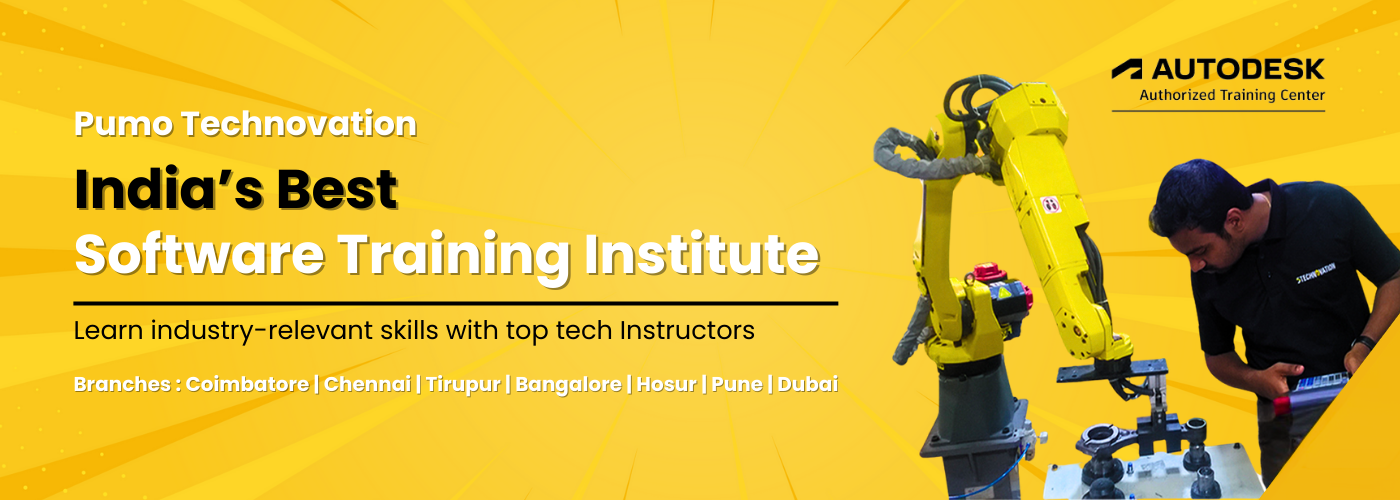 Pumo Technovation
India’s Best
Software Training Institute
Learn industry-relevant skills with top tech Instructors
Branches : Coimbatore | Chennai | Tirupur | Bangalore | Hosur | Pune | Dubai
AUTODESK
Authorized Training Center
TECHNOVATION